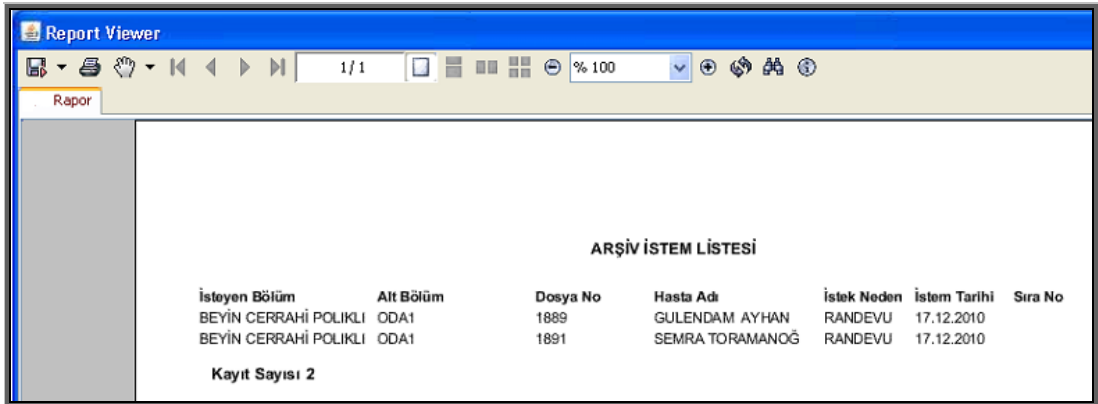 Report Viewer
1/ 1 % 100
Rapor
ARŞİV İSTEM LİSTESİ
İsteyen Bölüm Alt Bölüm Dosya No Hasta Adı İstek Neden İstem Tarihi Sıra No
BEYİN CERRAHİ POLIKLI ODA1 1889 GULENDAM AYHAN RANDEVU 17.12.2010
BEYİN CERRAHİ POLIKLI ODA1 1891 SEMRA TORAMANOĞ RANDEVU 17.12.2010
Kayıt Sayısı 2